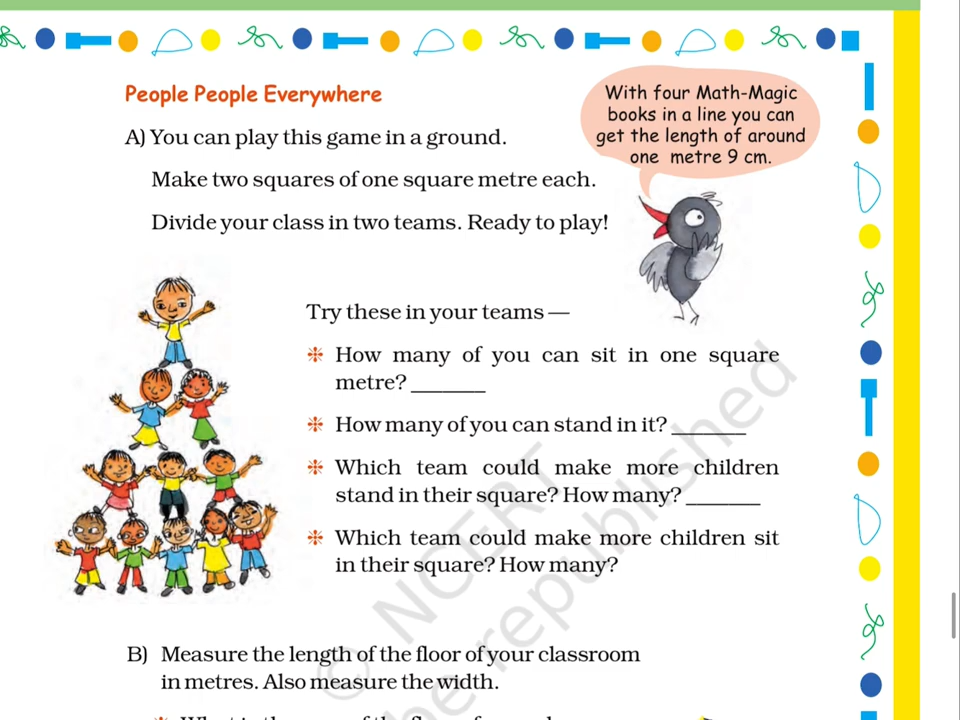 People People Everywhere
With four Math-Magic
books in a line you can
get the length of around
one metre 9 cm.
A) You can play this game in a ground.
Make two squares of one square metre each.
Divide your class in two teams. Ready to play!
Try these in your teams —
❉ How many of you can sit in one square
metre? _______
❉ How many of you can stand in it? _______
❉ Which team could make more children
stand in their square? How many? _______
❉ Which team could make more children sit
in their square? How many?
© NCERT
be republished
B) Measure the length of the floor of your classroom
in metres. Also measure the width.